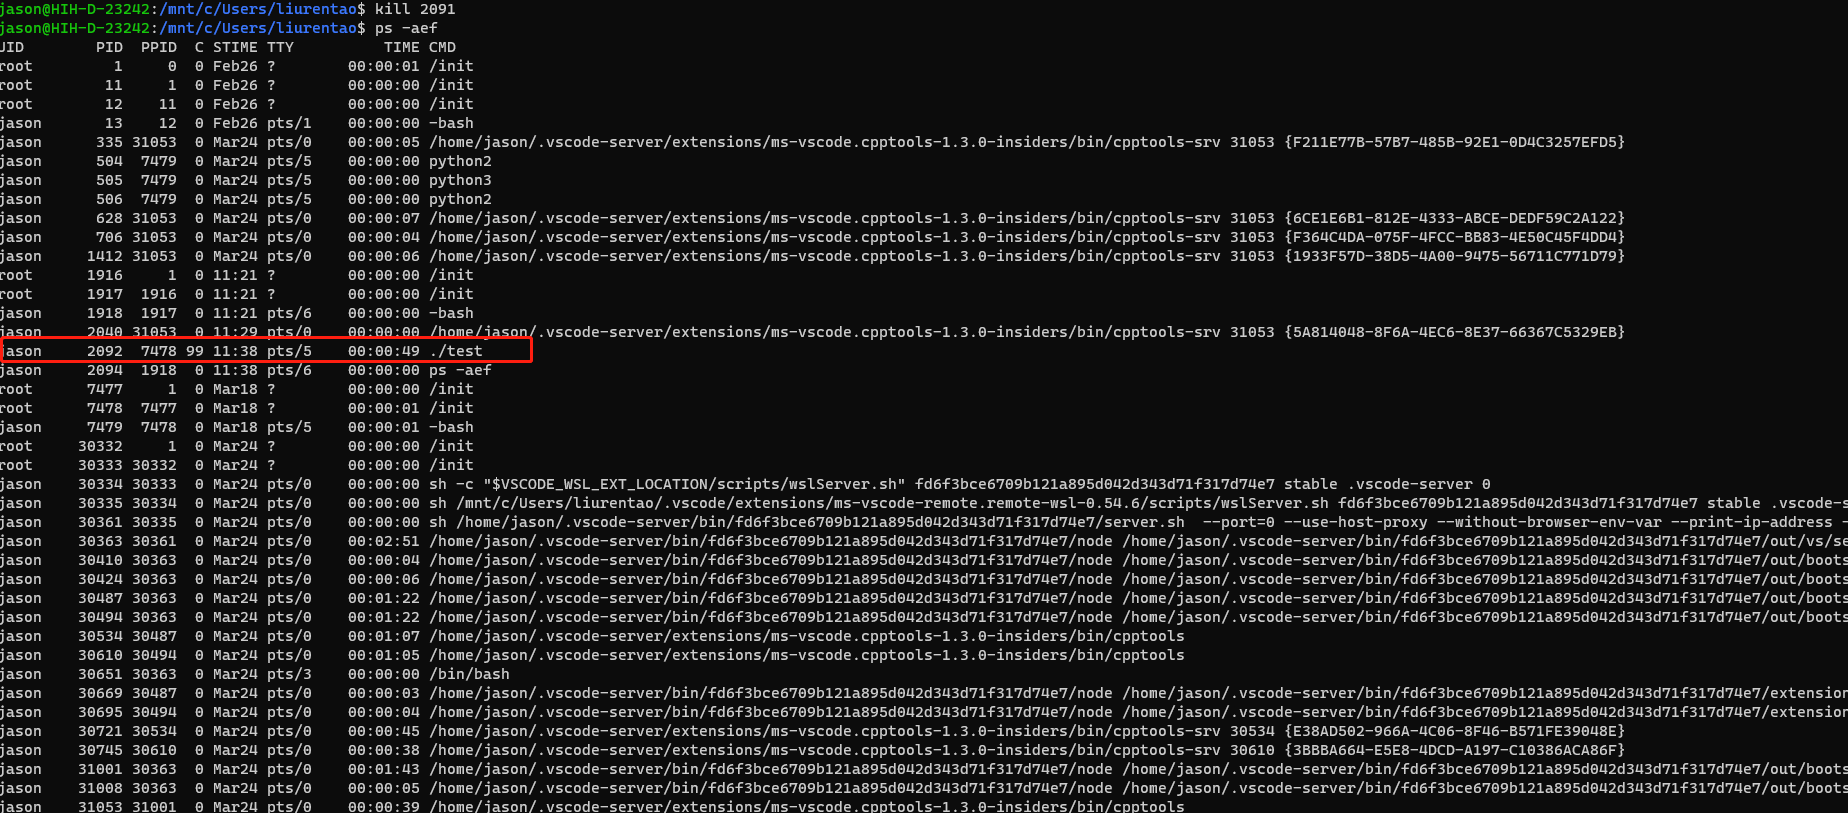 jason@HIH-D-23242:/mnt/c/Users/liurentao$ kill 2091
jason@HIH-D-23242:/mnt/c/Users/liurentao$ ps -aef
UID        PID  PPID  C STIME TTY          TIME CMD
root         1     0  0 Feb26 ?        00:00:01 /init
root        11     1  0 Feb26 ?        00:00:00 /init
root        12    11  0 Feb26 ?        00:00:00 /init
jason       13    12  0 Feb26 pts/1    00:00:00 -bash
jason      335 31053  0 Mar24 pts/0    00:00:05 /home/jason/.vscode-server/extensions/ms-vscode.cpptools-1.3.0-insiders/bin/cpptools-srv 31053 {F211E77B-57B7-485B-92E1-0D4C3257EFD5}
jason      504  7479  0 Mar24 pts/5    00:00:00 python2
jason      505  7479  0 Mar24 pts/5    00:00:00 python3
jason      506  7479  0 Mar24 pts/5    00:00:00 python2
jason      628 31053  0 Mar24 pts/0    00:00:07 /home/jason/.vscode-server/extensions/ms-vscode.cpptools-1.3.0-insiders/bin/cpptools-srv 31053 {6CE1E6B1-812E-4333-ABCE-DEDF59C2A122}
jason      706 31053  0 Mar24 pts/0    00:00:04 /home/jason/.vscode-server/extensions/ms-vscode.cpptools-1.3.0-insiders/bin/cpptools-srv 31053 {F364C4DA-075F-4FCC-BB83-4E50C45F4DD4}
jason     1412 31053  0 Mar24 pts/0    00:00:06 /home/jason/.vscode-server/extensions/ms-vscode.cpptools-1.3.0-insiders/bin/cpptools-srv 31053 {1933F57D-38D5-4A00-9475-56711C771D79}
root      1916     1  0 11:21 ?        00:00:00 /init
root      1917  1916  0 11:21 ?        00:00:00 /init
jason     1918  1917  0 11:21 pts/6    00:00:00 -bash
jason     2040 31053  0 11:29 pts/0    00:00:00 /home/jason/.vscode-server/extensions/ms-vscode.cpptools-1.3.0-insiders/bin/cpptools-srv 31053 {5A814048-8F6A-4EC6-8E37-66367C5329EB}
jason     2092  7478 99 11:38 pts/5    00:00:49 ./test
jason     2094  1918  0 11:38 pts/6    00:00:00 ps -aef
root      7477     1  0 Mar18 ?        00:00:00 /init
root      7478  7477  0 Mar18 ?        00:00:01 /init
jason     7479  7478  0 Mar18 pts/5    00:00:01 -bash
root     30332     1  0 Mar24 ?        00:00:00 /init
root     30333 30332  0 Mar24 ?        00:00:00 /init
jason    30334 30333  0 Mar24 pts/0    00:00:00 sh -c "$VSCODE_WSL_EXT_LOCATION/scripts/wslServer.sh" fd6f3bce6709b121a895d042d343d71f317d74e7 stable .vscode-server 0
jason    30335 30334  0 Mar24 pts/0    00:00:00 sh /mnt/c/Users/liurentao/.vscode/extensions/ms-vscode-remote.remote-wsl-0.54.6/scripts/wslServer.sh fd6f3bce6709b121a895d042d343d71f317d74e7 stable .vscode-s
jason    30361 30335  0 Mar24 pts/0    00:00:00 sh /home/jason/.vscode-server/bin/fd6f3bce6709b121a895d042d343d71f317d74e7/server.sh  --port=0 --use-host-proxy --without-browser-env-var --print-ip-address -
jason    30363 30361  0 Mar24 pts/0    00:02:51 /home/jason/.vscode-server/bin/fd6f3bce6709b121a895d042d343d71f317d74e7/node /home/jason/.vscode-server/bin/fd6f3bce6709b121a895d042d343d71f317d74e7/out/vs/se
jason    30410 30363  0 Mar24 pts/0    00:00:04 /home/jason/.vscode-server/bin/fd6f3bce6709b121a895d042d343d71f317d74e7/node /home/jason/.vscode-server/bin/fd6f3bce6709b121a895d042d343d71f317d74e7/out/boots
jason    30424 30363  0 Mar24 pts/0    00:00:06 /home/jason/.vscode-server/bin/fd6f3bce6709b121a895d042d343d71f317d74e7/node /home/jason/.vscode-server/bin/fd6f3bce6709b121a895d042d343d71f317d74e7/out/boots
jason    30487 30363  0 Mar24 pts/0    00:01:22 /home/jason/.vscode-server/bin/fd6f3bce6709b121a895d042d343d71f317d74e7/node /home/jason/.vscode-server/bin/fd6f3bce6709b121a895d042d343d71f317d74e7/out/boots
jason    30494 30363  0 Mar24 pts/0    00:01:22 /home/jason/.vscode-server/bin/fd6f3bce6709b121a895d042d343d71f317d74e7/node /home/jason/.vscode-server/bin/fd6f3bce6709b121a895d042d343d71f317d74e7/out/boots
jason    30534 30487  0 Mar24 pts/0    00:01:07 /home/jason/.vscode-server/extensions/ms-vscode.cpptools-1.3.0-insiders/bin/cpptools
jason    30610 30494  0 Mar24 pts/0    00:01:05 /home/jason/.vscode-server/extensions/ms-vscode.cpptools-1.3.0-insiders/bin/cpptools
jason    30651 30363  0 Mar24 pts/3    00:00:00 /bin/bash
jason    30669 30487  0 Mar24 pts/0    00:00:03 /home/jason/.vscode-server/bin/fd6f3bce6709b121a895d042d343d71f317d74e7/node /home/jason/.vscode-server/bin/fd6f3bce6709b121a895d042d343d71f317d74e7/extension
jason    30695 30494  0 Mar24 pts/0    00:00:04 /home/jason/.vscode-server/bin/fd6f3bce6709b121a895d042d343d71f317d74e7/node /home/jason/.vscode-server/bin/fd6f3bce6709b121a895d042d343d71f317d74e7/extension
jason    30721 30534  0 Mar24 pts/0    00:00:45 /home/jason/.vscode-server/extensions/ms-vscode.cpptools-1.3.0-insiders/bin/cpptools-srv 30534 {E38AD502-966A-4C06-8F46-B571FE39048E}
jason    30745 30610  0 Mar24 pts/0    00:00:38 /home/jason/.vscode-server/extensions/ms-vscode.cpptools-1.3.0-insiders/bin/cpptools-srv 30610 {3BBBA664-E5E8-4DCD-A197-C10386ACA86F}
jason    31001 30363  0 Mar24 pts/0    00:01:43 /home/jason/.vscode-server/bin/fd6f3bce6709b121a895d042d343d71f317d74e7/node /home/jason/.vscode-server/bin/fd6f3bce6709b121a895d042d343d71f317d74e7/out/boots
jason    31008 30363  0 Mar24 pts/0    00:00:05 /home/jason/.vscode-server/bin/fd6f3bce6709b121a895d042d343d71f317d74e7/node /home/jason/.vscode-server/bin/fd6f3bce6709b121a895d042d343d71f317d74e7/out/boots
jason    31053 31001  0 Mar24 pts/0    00:00:39 /home/jason/.vscode-server/extensions/ms-vscode.cpptools-1.3.0-insiders/bin/cpptools